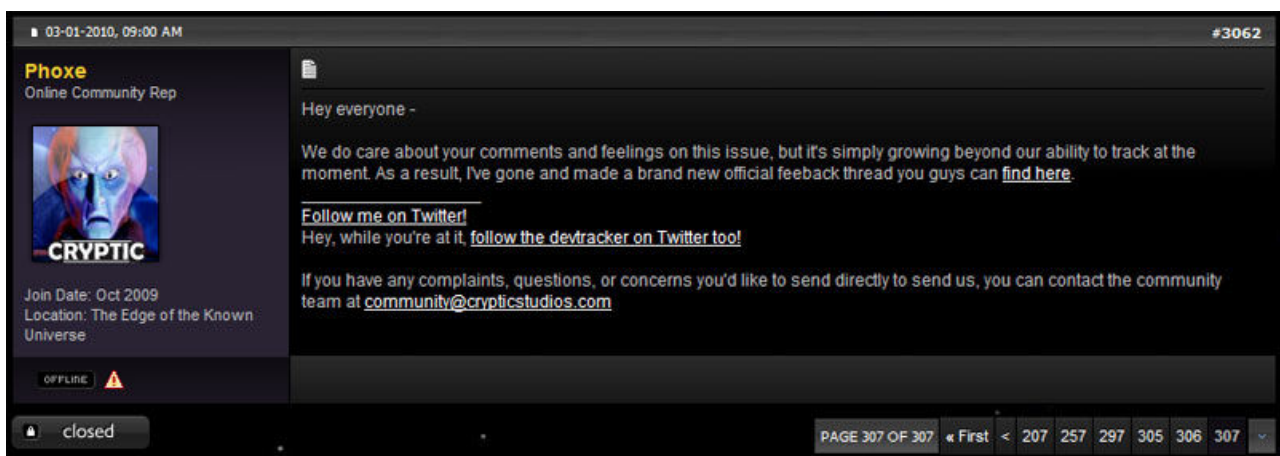 03-01-2010, 09:00 AM
#3062
Phoxe
Online Community Rep
CRYPTIC
Join Date: Oct 2009
Location: The Edge of the Known
Universe
Hey everyone -
We do care about your comments and feelings on this issue, but it's simply growing beyond our ability to track at the
moment. As a result, I've gone and made a brand new official feeback thread you guys can find here.
Follow me on Twitter!
Hey, while you're at it, follow the devtracker on Twitter too!
If you have any complaints, questions, or concerns you'd like to send directly to send us, you can contact the community
team at community@crypticstudios.com
OFFLINE
closed
PAGE 307 OF 307 « First < 207 257 297 305 306 307